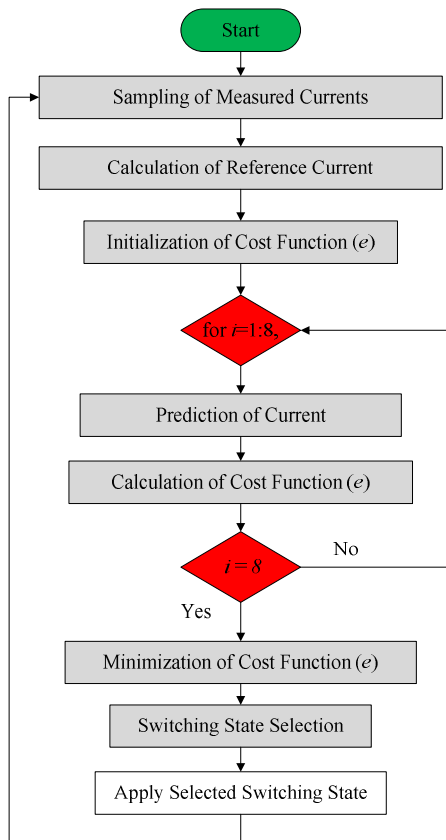 Start
Sampling of Measured Currents
Calculation of Reference Current
Initialization of Cost Function (e)
for i=1:8,
Prediction of Current
Calculation of Cost Function (e)
i = 8
No
Yes
Minimization of Cost Function (e)
Switching State Selection
Apply Selected Switching State